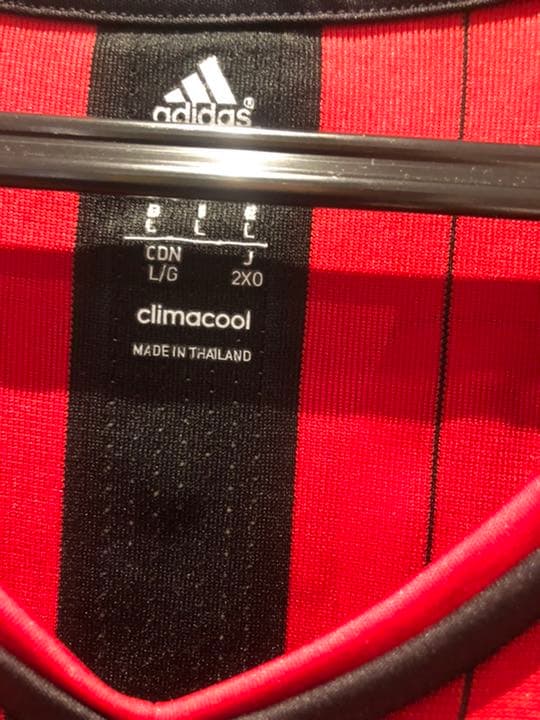 adidas®
L L
CDN J
L/G 2XO
climacool
MADE IN THAILAND